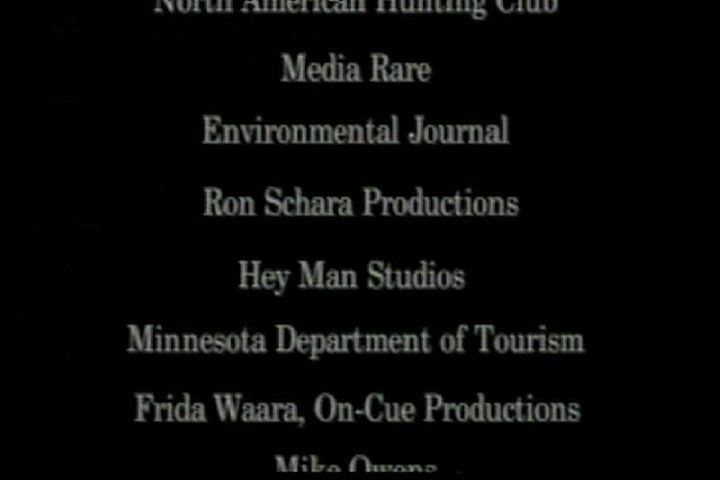 North American Hunting Club
Media Rare
Environmental Journal
Ron Schara Productions
Hey Man Studios
Minnesota Department of Tourism
Frida Waara, On-Cue Productions
Mike Owens